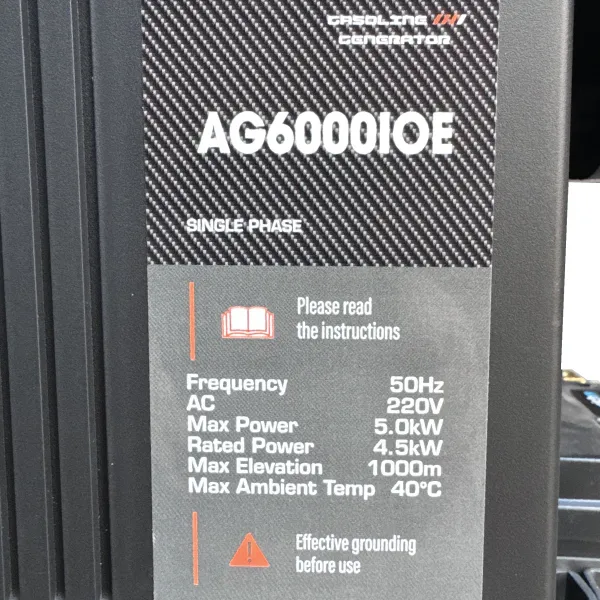 GASOLINE
GENERATOR
AG6000IOE
SINGLE PHASE
Please read
the instructions
Frequency 50Hz
AC 220V
Max Power 5.0kW
Rated Power 4.5kW
Max Elevation 1000m
Max Ambient Temp 40°C
Effective grounding
before use